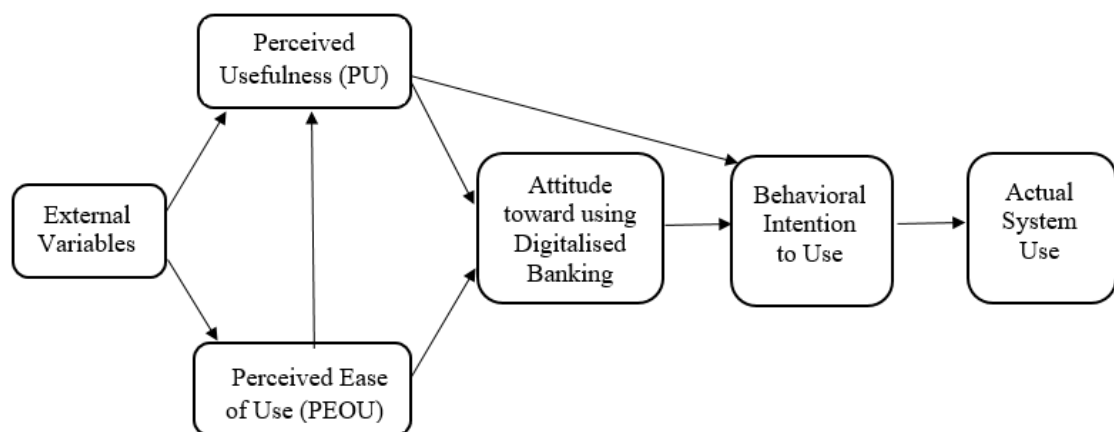 Perceived
Usefulness (PU)
External
Variables
Perceived Ease
of Use (PEOU)
Attitude
toward using
Digitalised
Banking
Behavioral
Intention
to Use
Actual
System
Use